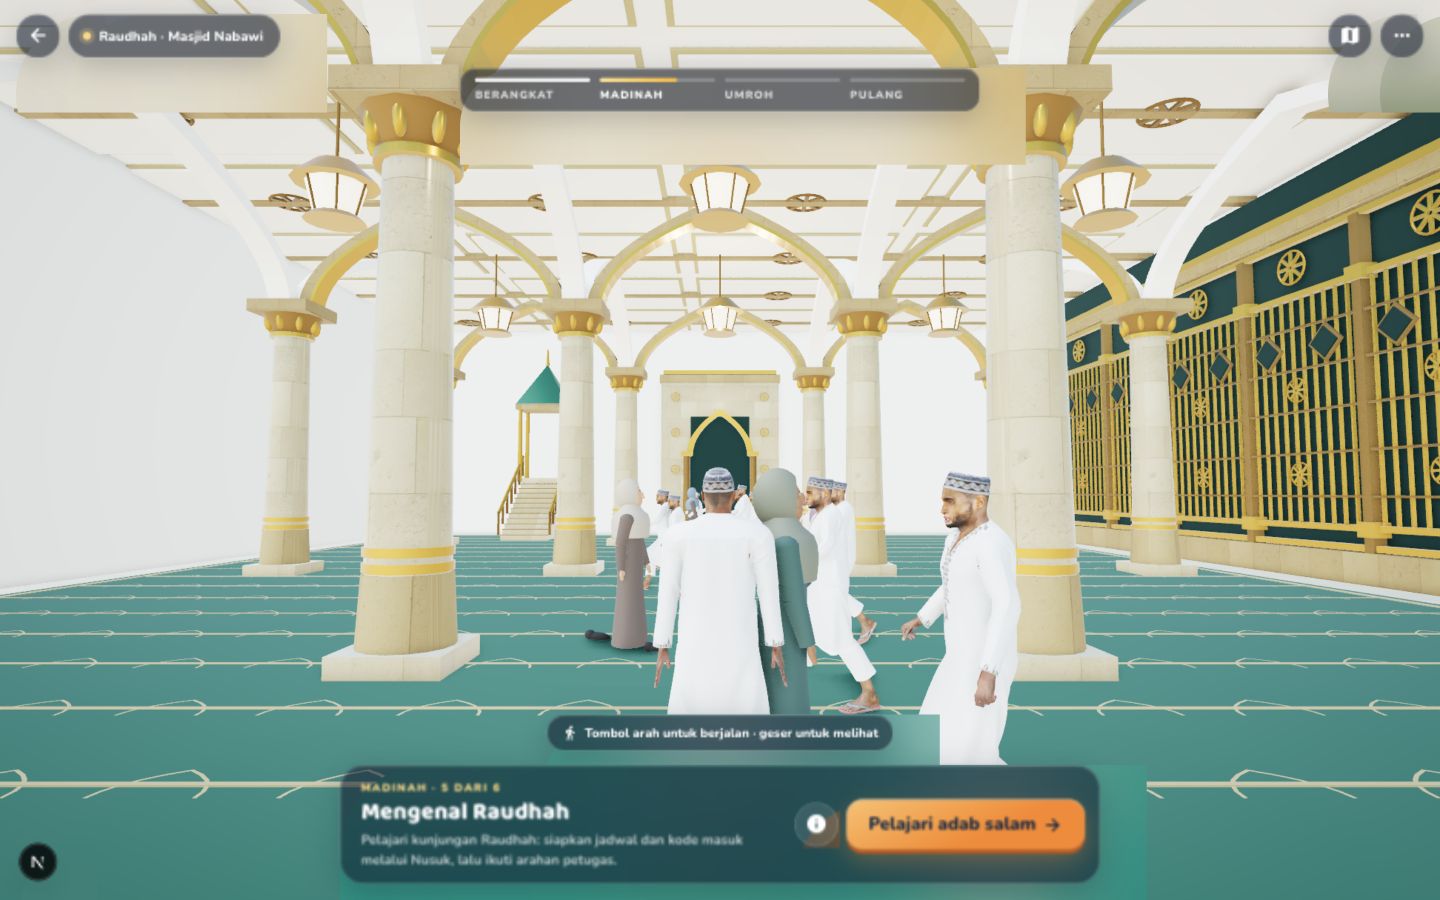 Raudhah · Masjid Nabawi
BERANGKAT MADINAH UMROH PULANG
Tombol arah untuk berjalan · geser untuk melihat
MADINAH · 5 DARI 6
Mengenal Raudhah
Pelajari kunjungan Raudhah: siapkan jadwal dan kode masuk
melalui Nusuk, lalu ikuti arahan petugas.
Pelajari adab salam →
N